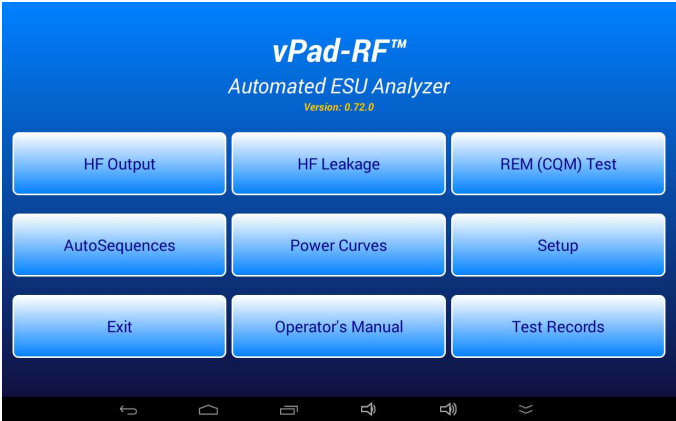 vPad-RF™
Automated ESU Analyzer
Version: 0.72.0
HF Output
HF Leakage
REM (CQM) Test
AutoSequences
Power Curves
Setup
Exit
Operator's Manual
Test Records